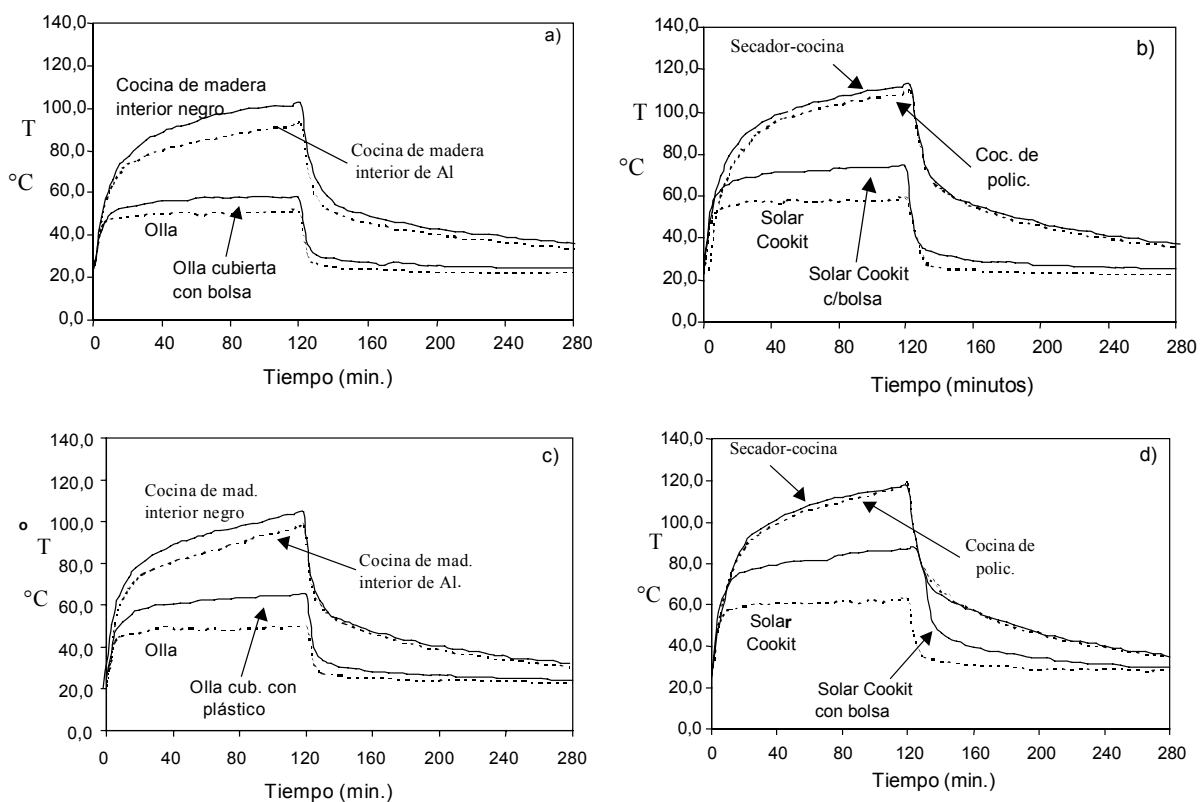 a)
140,0
120,0
100,0
80,0
60,0
40,0
20,0
0,0
T
°C
Cocina de madera
interior negro
Cocina de madera
interior de Al
Olla
Olla cubierta
con bolsa
0 40 80 120 160 200 240 280
Tiempo (min.)
b)
140,0
120,0
100,0
80,0
60,0
40,0
20,0
0,0
T
°C
Secador-cocina
Coc. de
polic.
Solar
Cookit
Solar Cookit
c/bolsa
0 40 80 120 160 200 240 280
Tiempo (minutos)
c)
140,0
120,0
100,0
80,0
60,0
40,0
20,0
0,0
o
T
°C
Cocina de mad.
interior negro
Cocina de mad.
interior de Al.
Olla
Olla cub. con
plástico
0 40 80 120 160 200 240 280
Tiempo (min.)
d)
140,0
120,0
100,0
80,0
60,0
40,0
20,0
0,0
T
°C
Secador-cocina
Cocina de
polic.
Solar
Cookit
Solar Cookit
con bolsa
0 40 80 120 160 200 240 280
Tiempo (min.)